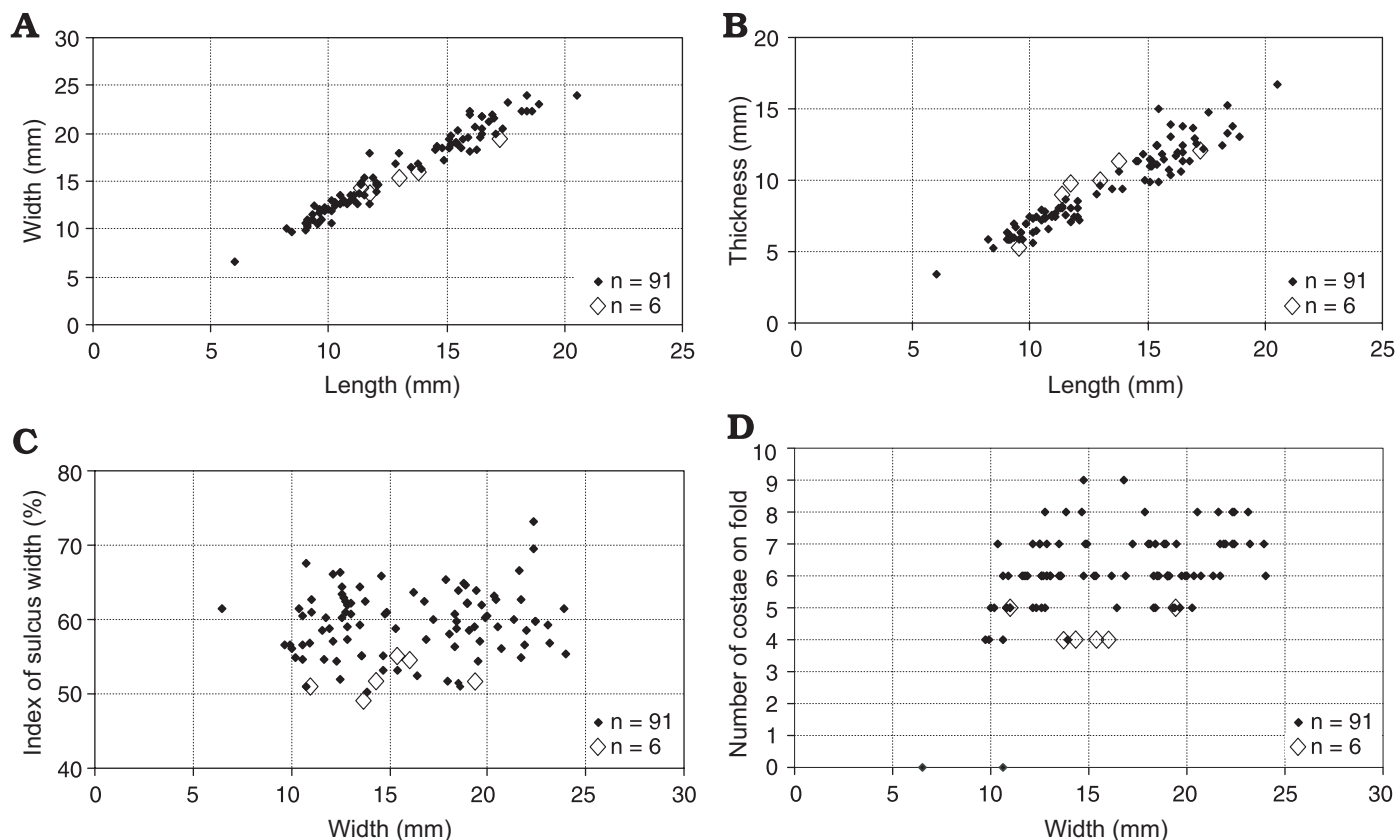 A
30
25
20
15
10
5
0
Width (mm)
n = 91
n = 6
0 5 10 15 20 25
Length (mm)
B
20
15
10
5
0
Thickness (mm)
n = 91
n = 6
0 5 10 15 20 25
Length (mm)
C
80
70
60
50
40
Index of sulcus width (%)
n = 91
n = 6
0 5 10 15 20 25 30
Width (mm)
D
10
9
8
7
6
5
4
3
2
1
0
Number of costae on fold
n = 91
n = 6
0 5 10 15 20 25 30
Width (mm)